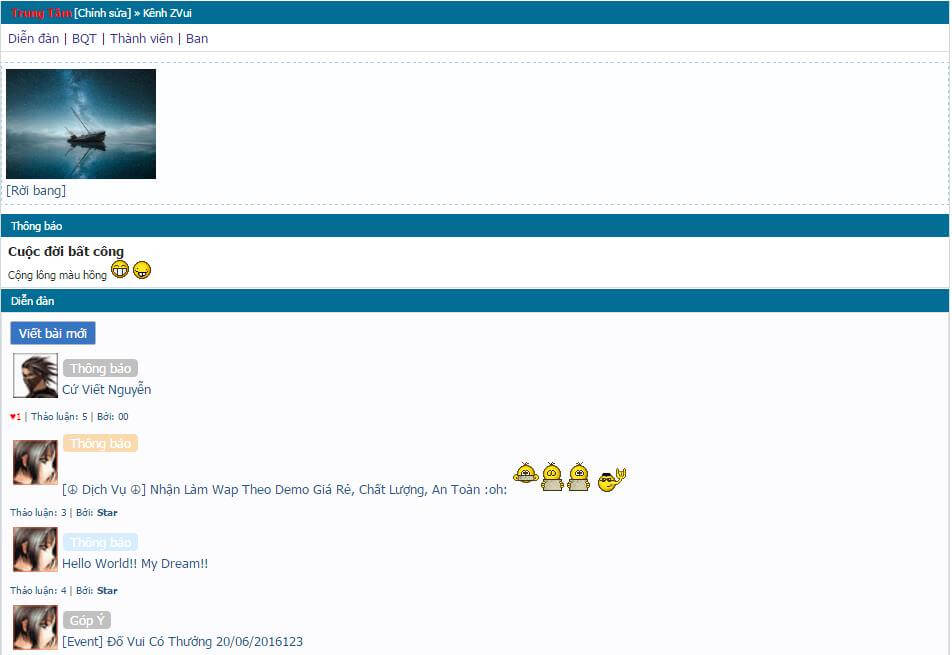 Trung Tâm [Chỉnh sửa] » Kênh ZVui
Diễn đàn | BQT | Thành viên | Ban
[Rời bang]
Thông báo
Cuộc đời bất công
Cộng lông màu hồng
Diễn đàn
Viết bài mới
Thông báo
Cứ Viết Nguyễn
♥1 | Thảo luận: 5 | Bởi: 00
Thông báo
[☮ Dịch Vụ ☮] Nhận Làm Wap Theo Demo Giá Rẻ, Chất Lượng, An Toàn :oh:
Thảo luận: 3 | Bởi: Star
Thông báo
Hello World!! My Dream!!
Thảo luận: 4 | Bởi: Star
Góp Ý
[Event] Đố Vui Có Thưởng 20/06/2016123